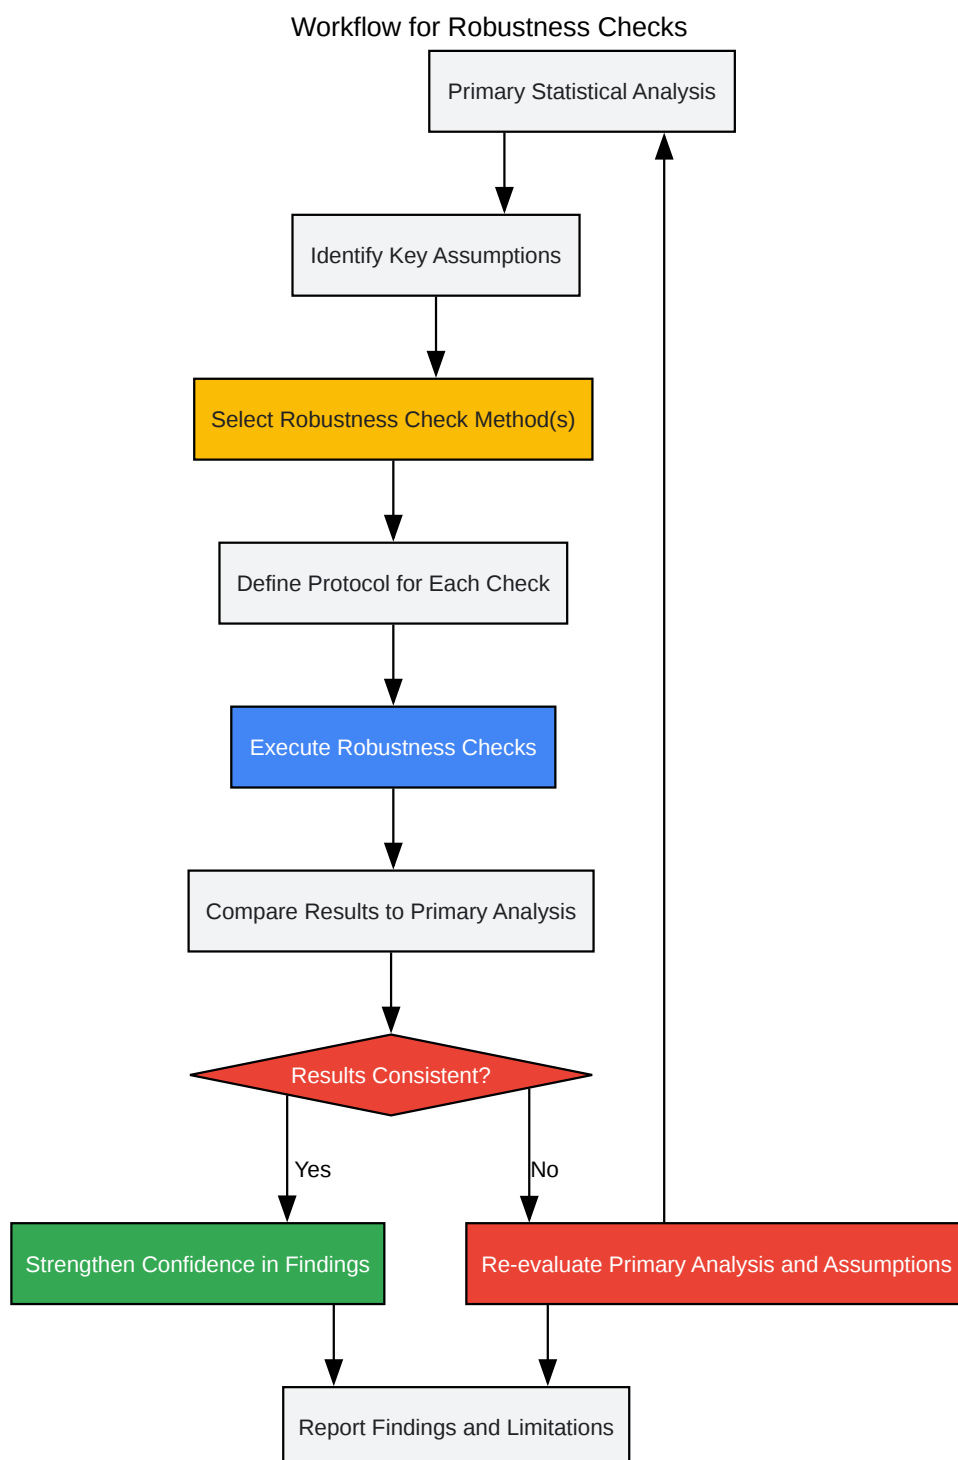 Workflow for Robustness Checks
Primary Statistical Analysis
Identify Key Assumptions
Select Robustness Check Method(s)
Define Protocol for Each Check
Execute Robustness Checks
Compare Results to Primary Analysis
Results Consistent?
Yes
No
Strengthen Confidence in Findings
Re-evaluate Primary Analysis and Assumptions
Report Findings and Limitations